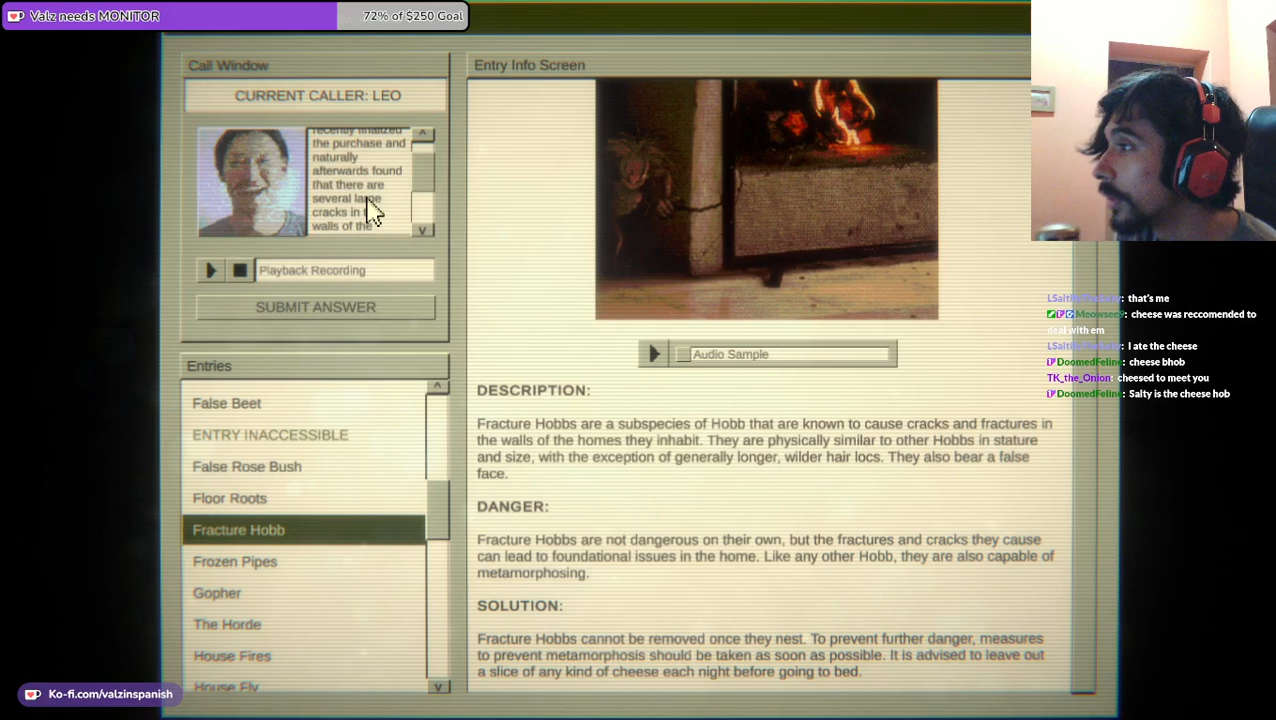 Valz needs MONITOR
72% of $250 Goal
Call Window
CURRENT CALLER: LEO
recently finalized
the purchase and
naturally
afterwards found
that there are
several large
cracks in
walls of the
Playback Recording
SUBMIT ANSWER
Entries
False Beet
ENTRY INACCESSIBLE
False Rose Bush
Floor Roots
Fracture Hobb
Frozen Pipes
Gopher
The Horde
House Fires
House Fly
Ko-fi.com/valzinspanish
Entry Info Screen
Audio Sample
DESCRIPTION:
Fracture Hobbs are a subspecies of Hobb that are known to cause cracks and fractures in
the walls of the homes they inhabit. They are physically similar to other Hobbs in stature
and size, with the exception of generally longer, wilder hair locs. They also bear a false
face.
DANGER:
Fracture Hobbs are not dangerous on their own, but the fractures and cracks they cause
can lead to foundational issues in the home. Like any other Hobb, they are also capable of
metamorphosing.
SOLUTION:
Fracture Hobbs cannot be removed once they nest. To prevent further danger, measures
to prevent metamorphosis should be taken as soon as possible. It is advised to leave out
a slice of any kind of cheese each night before going to bed.
that's me
Meowsee9: cheese was reccomended to
deal with em
I ate the cheese
DoomedFeline: cheese bhob
TK_the_Onion: cheesed to meet you
DoomedFeline: Salty is the cheese hob